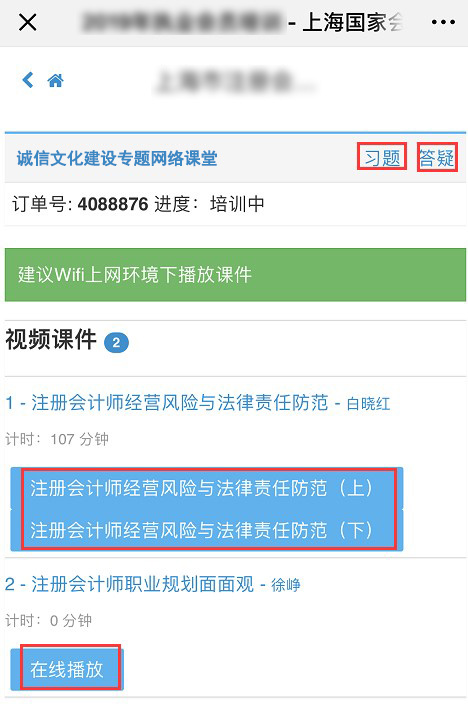 - 上海国家
诚信文化建设专题网络课堂 习题 答疑
订单号: 4088876 进度：培训中
建议Wifi上网环境下播放课件
视频课件 2
1 - 注册会计师经营风险与法律责任防范 - 白晓红
计时：107 分钟
注册会计师经营风险与法律责任防范（上）
注册会计师经营风险与法律责任防范（下）
2 - 注册会计师职业规划面面观 - 徐峥
计时：0 分钟
在线播放